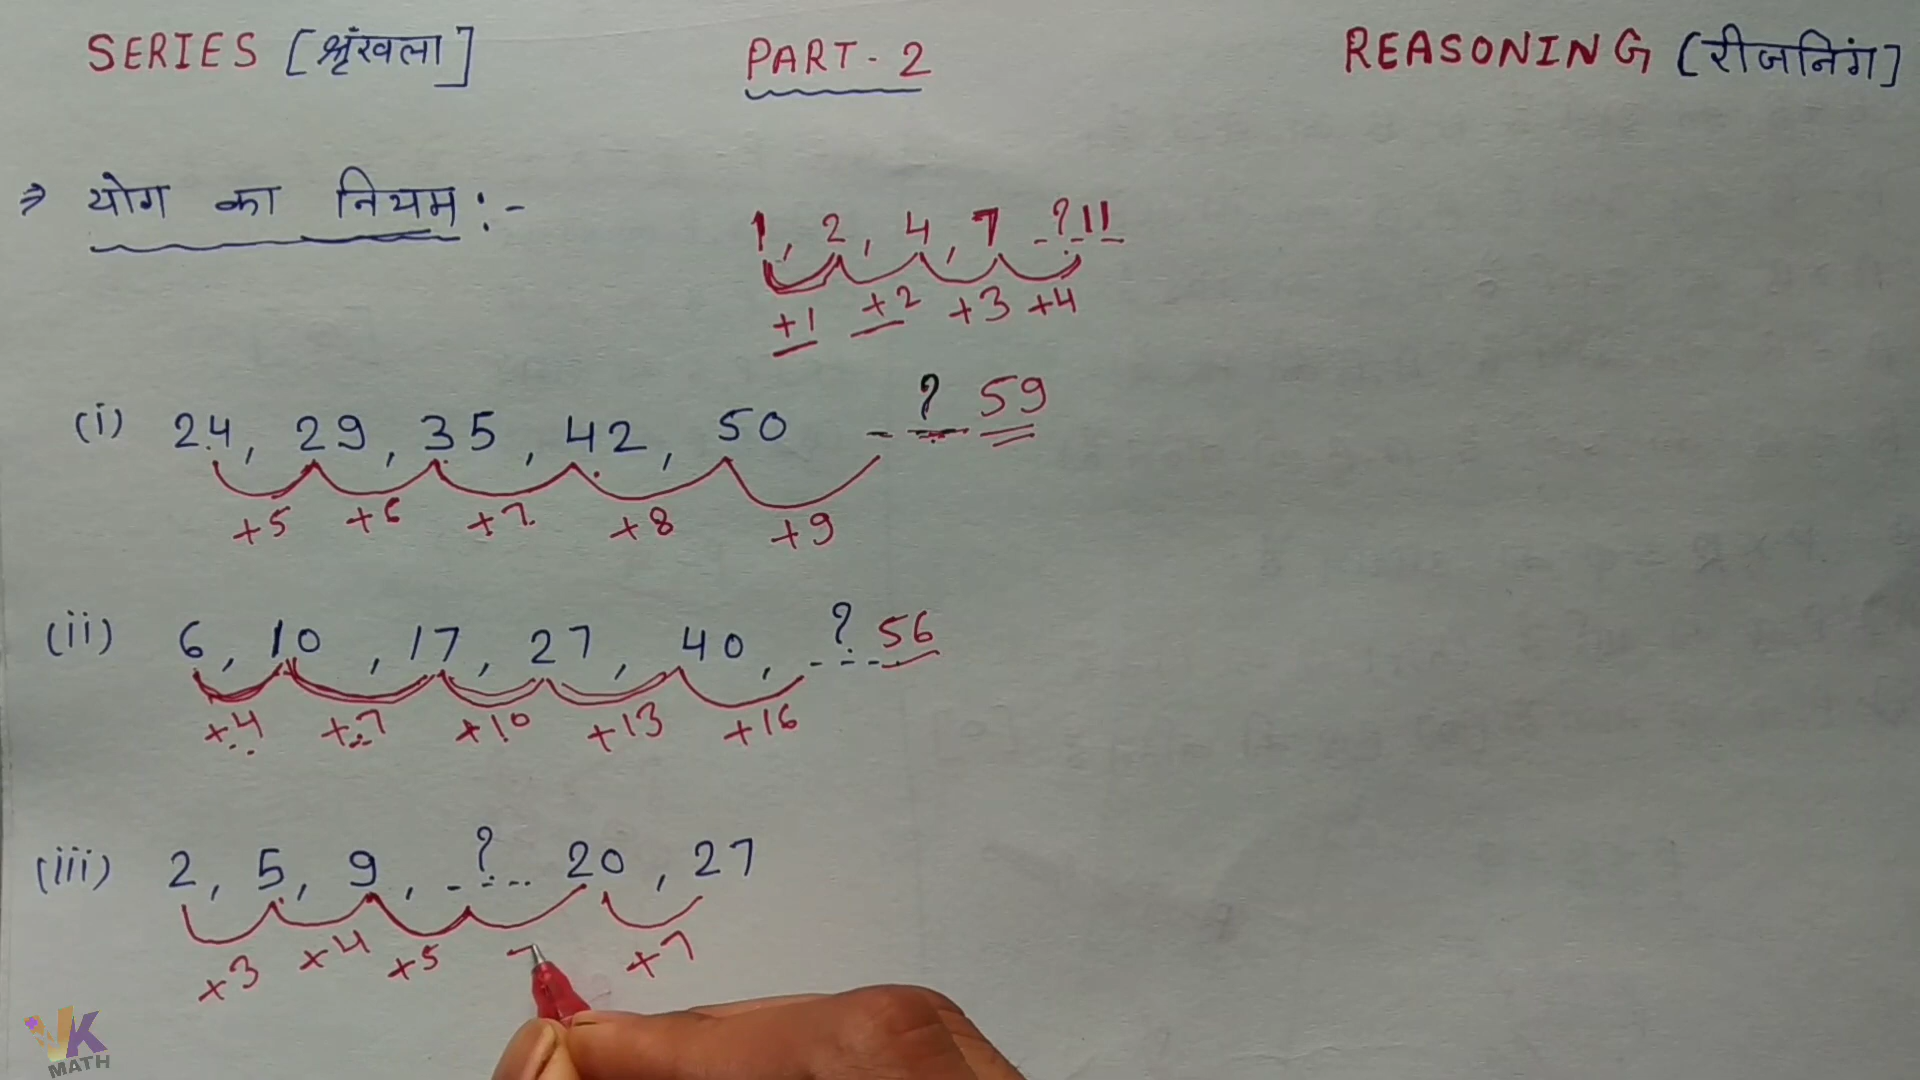 SERIES [श्रृंखला] PART-2 REASONING (रीजनिंग]
⇒ योग का नियम :-
1, 2, 4, 7 ? 11
+1 +2 +3 +4
(i) 24, 29, 35, 42, 50 ? 59
+5 +6 +7 +8 +9
(ii) 6, 10, 17, 27, 40, ? 56
+4 +7 +10 +13 +16
(iii) 2, 5, 9, ? 20, 27
+3 +4 +5 +7
VK
MATH